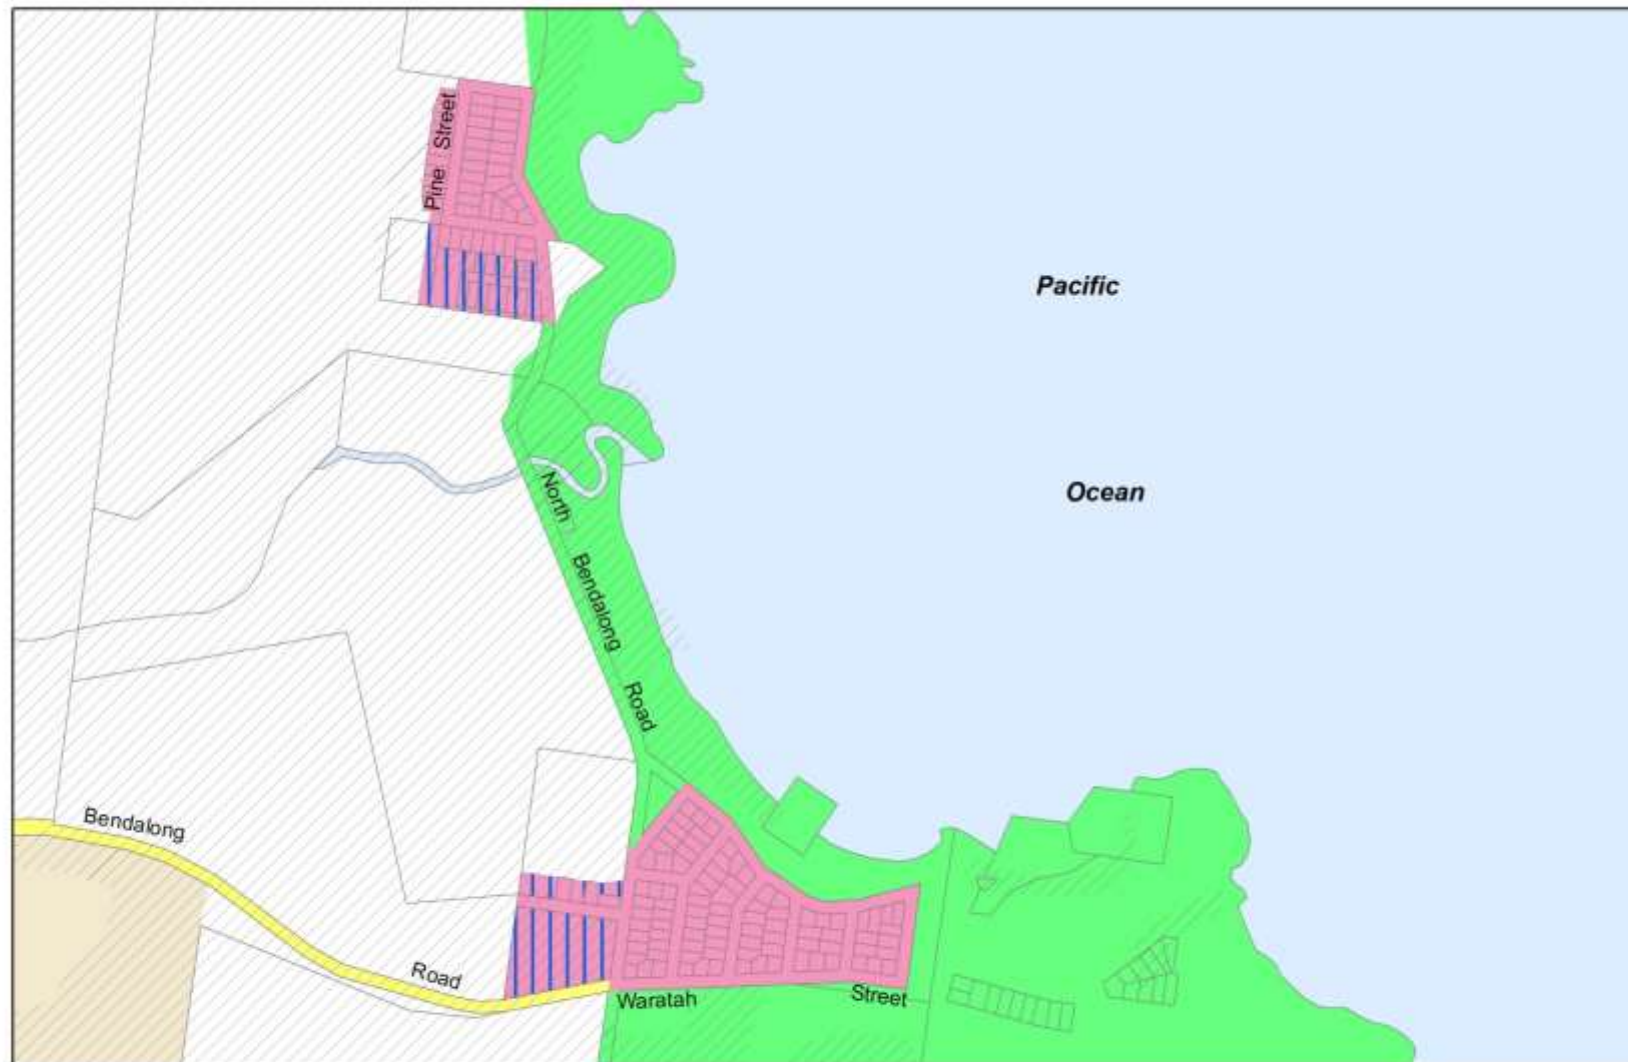 Pine Street
Pacific
Ocean
North Bendalong Road
Bendalong Road
Waratah Street